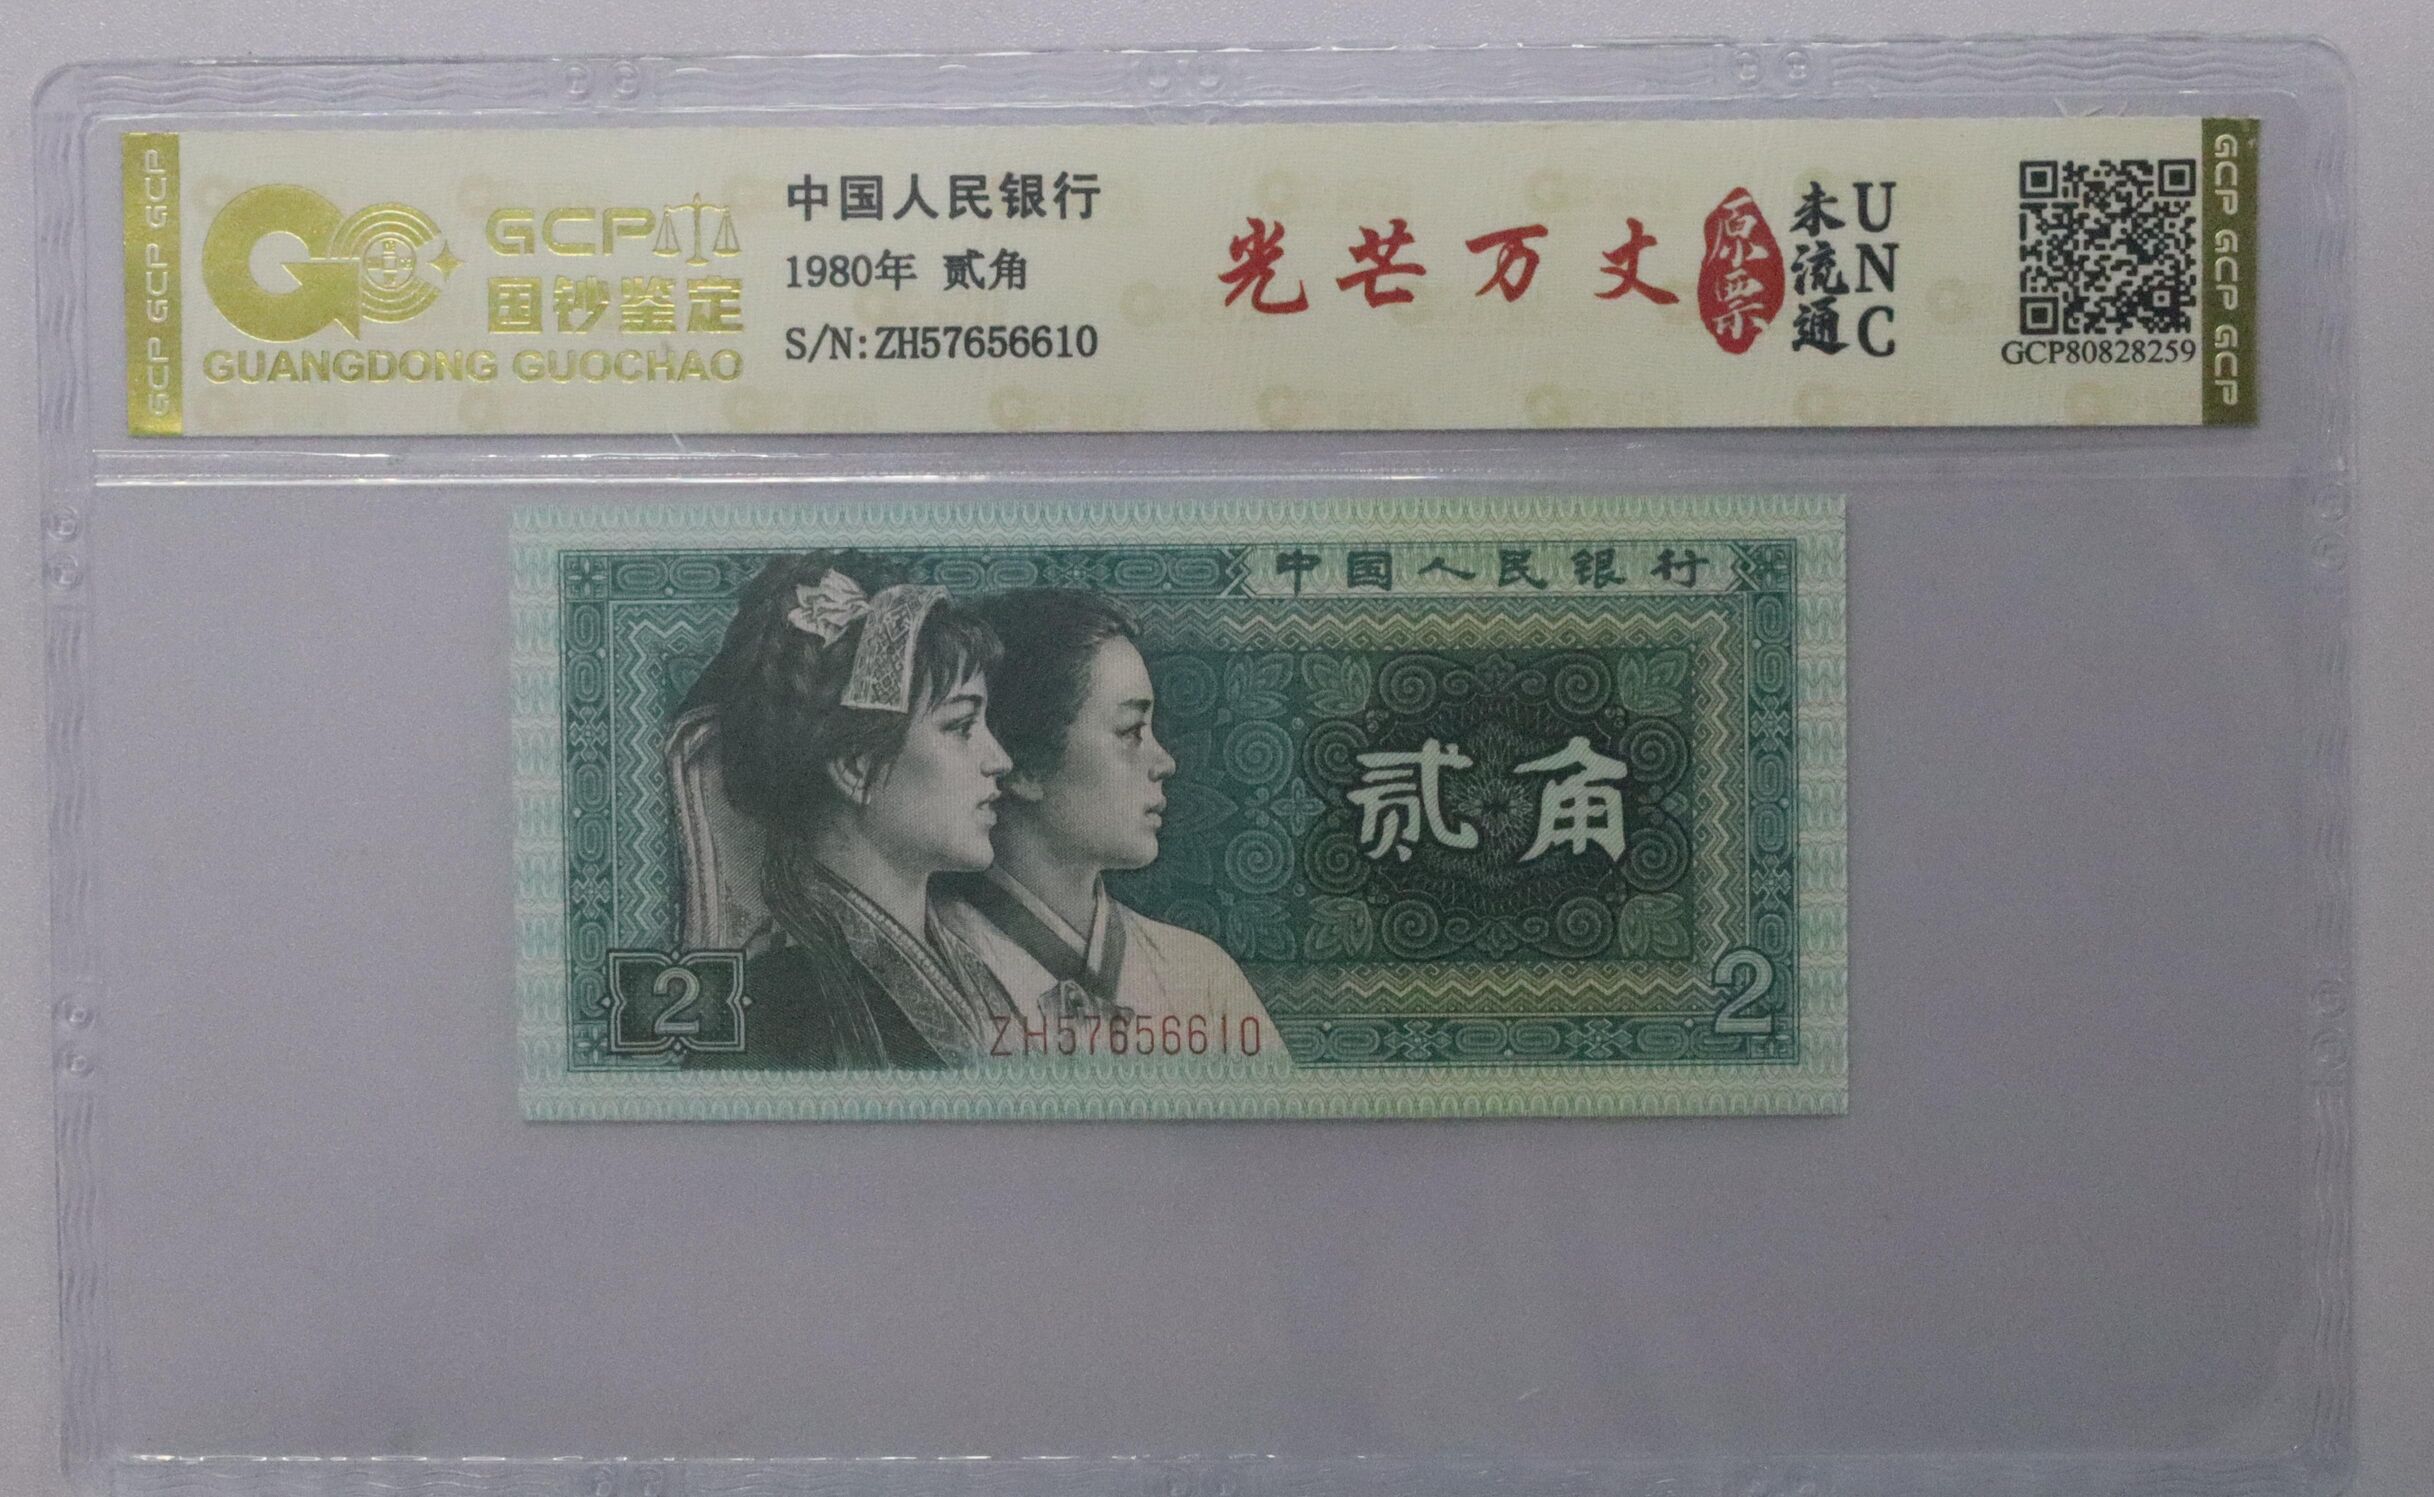 GCP GCP GCP
GCP
国钞鉴定
GUANGDONG GUOCHAO
中国人民银行
1980年 贰角
S/N:ZH57656610
光芒万丈
原票
未流通
UNC
GCP80828259
GCP GCP GCP
中国人民银行
贰角
2
2
ZH57656610